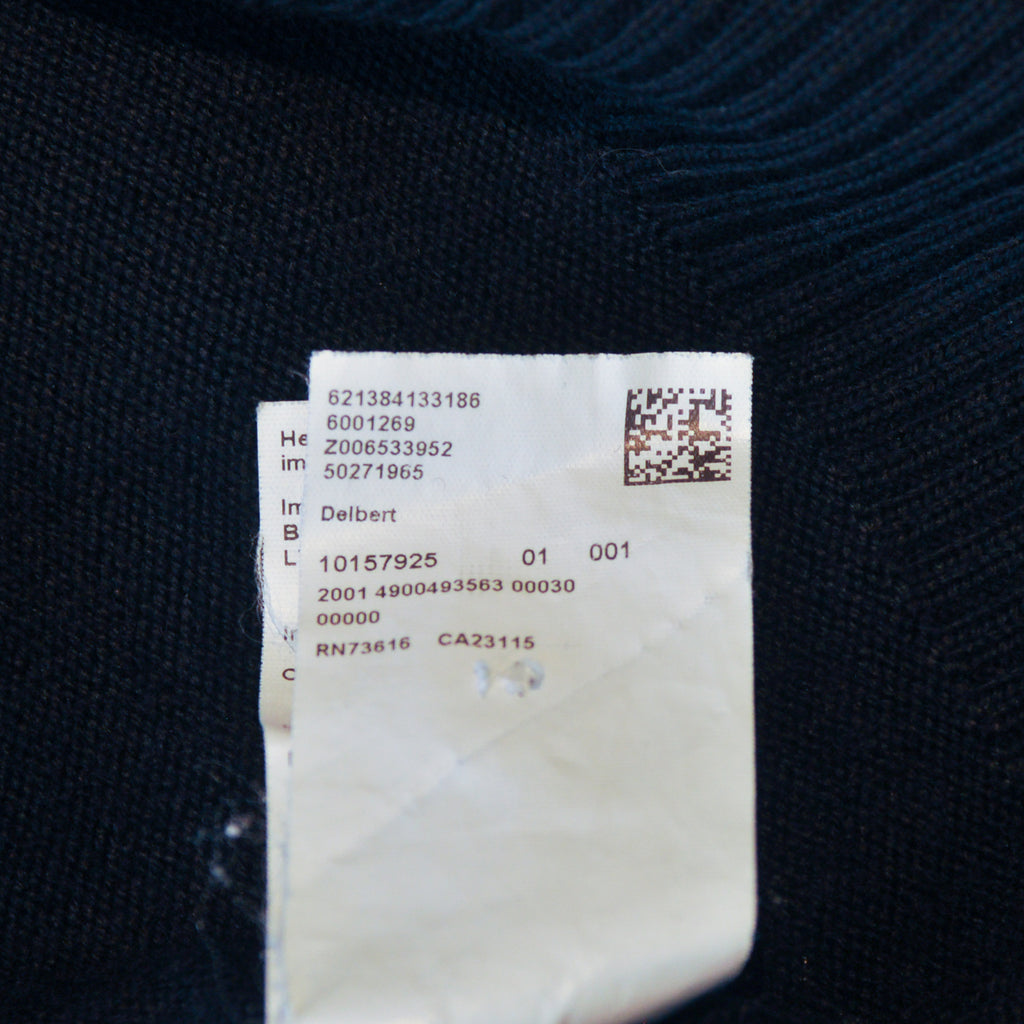 621384133186
6001269
Z006533952
50271965
Delbert
10157925 01 001
2001 4900493563 00030
00000
RN73616 CA23115